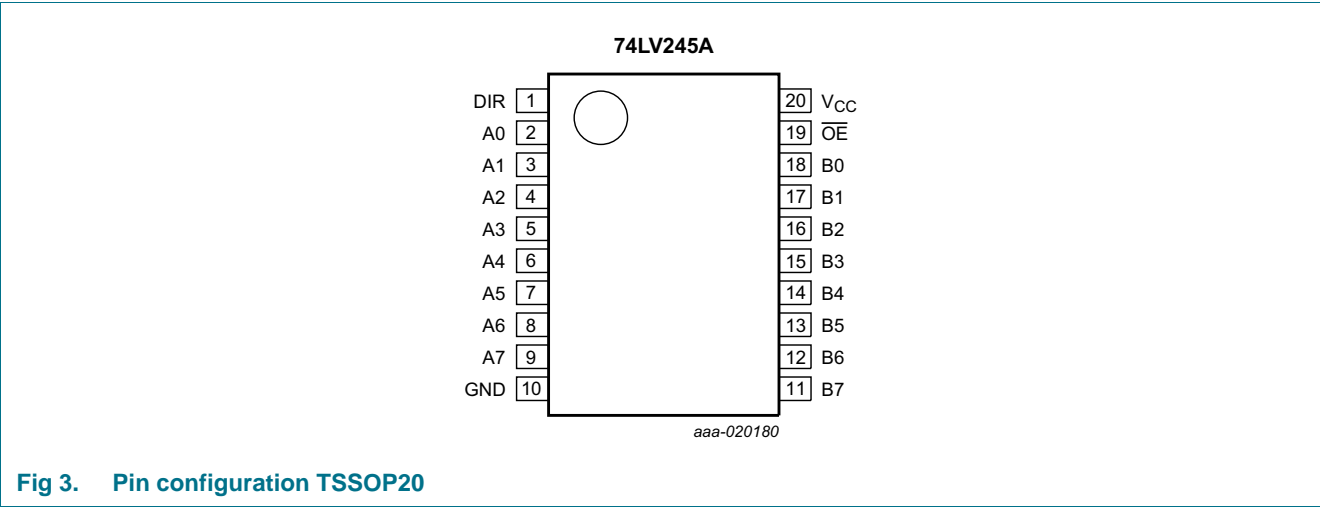 74LV245A
DIR 1 20 VCC
A0 2 19 O̅E̅
A1 3 18 B0
A2 4 17 B1
A3 5 16 B2
A4 6 15 B3
A5 7 14 B4
A6 8 13 B5
A7 9 12 B6
GND 10 11 B7
aaa-020180
Fig 3. Pin configuration TSSOP20